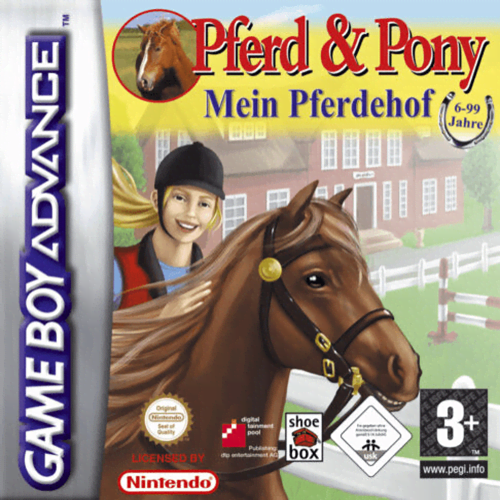 GAME BOY ADVANCE
Pferd & Pony
Mein Pferdehof
6-99
Jahre
Original
Nintendo
Seal of
Quality
LICENSED BY
Nintendo
digital
tainment
pool
Publishing
dtp entertainment AG
shoe
box
usk
3+
TM
www.pegi.info